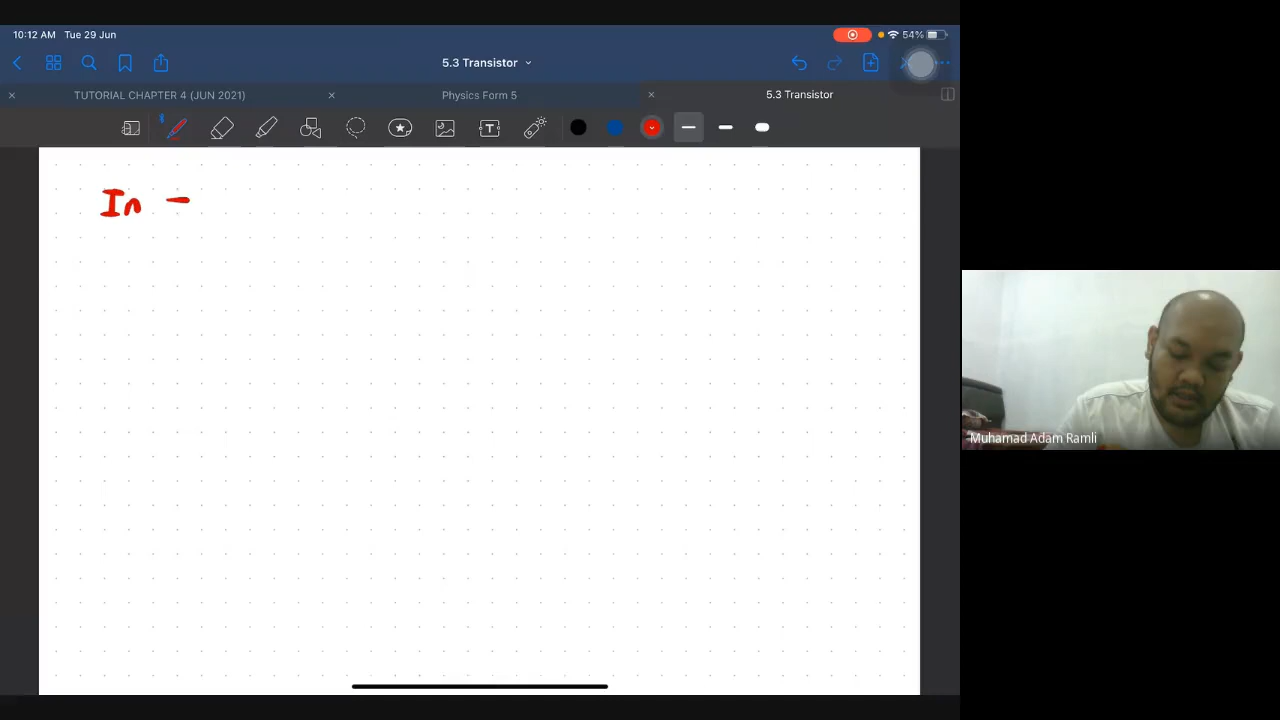 10:12 AM Tue 29 Jun
54%
5.3 Transistor
TUTORIAL CHAPTER 4 (JUN 2021)
Physics Form 5
5.3 Transistor
In -
Muhamad Adam Ramli